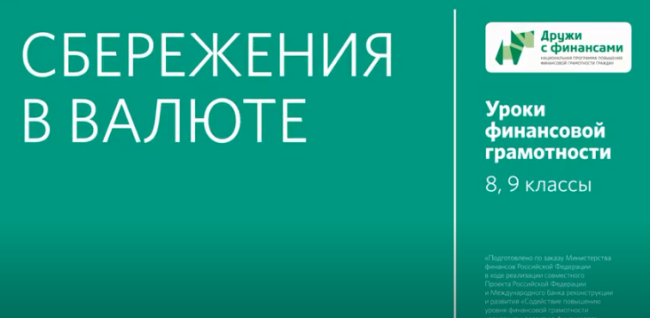 СБЕРЕЖЕНИЯ
В ВАЛЮТЕ
Дружи
с финансами
НАЦИОНАЛЬНАЯ ПРОГРАММА ПОВЫШЕНИЯ
ФИНАНСОВОЙ ГРАМОТНОСТИ ГРАЖДАН
Уроки
финансовой
грамотности
8, 9 классы
«Подготовлено по заказу Министерства
финансов Российской Федерации
в ходе реализации совместного
Проекта Российской Федерации
и Международного банка реконструкции
и развития «Содействие повышению
уровня финансовой грамотности